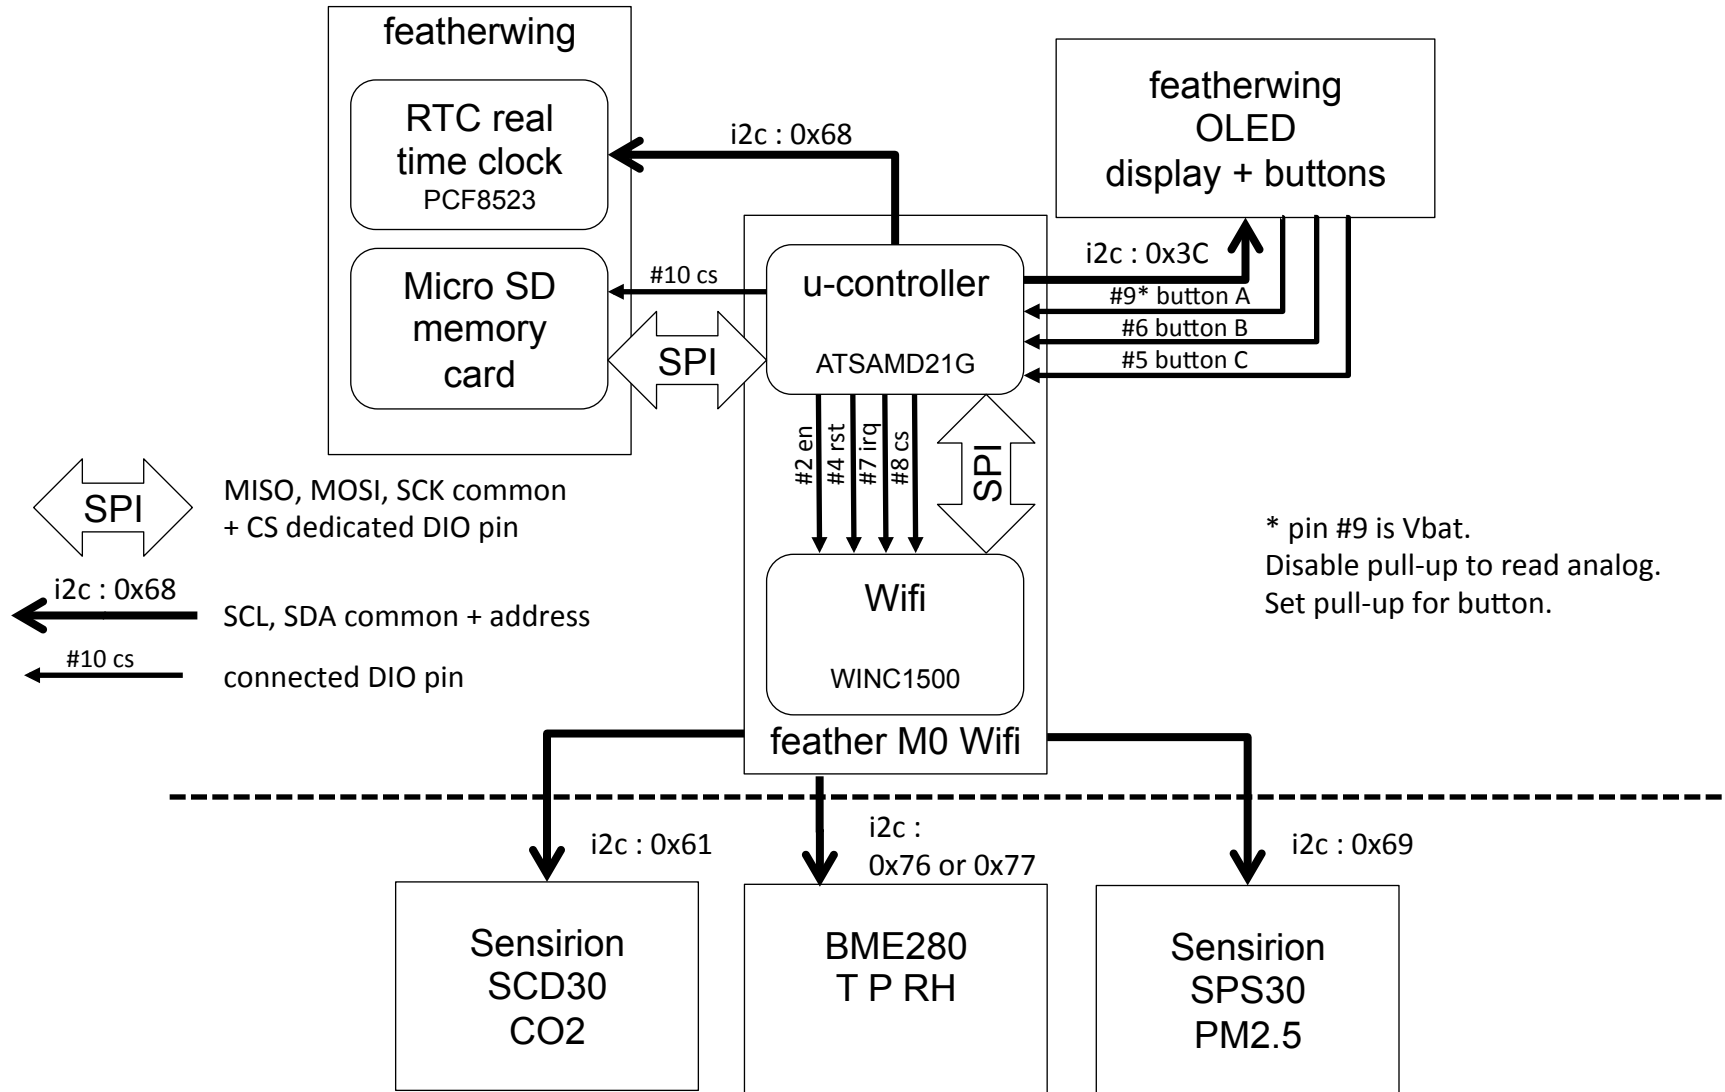 featherwing
RTC real
time clock
PCF8523
Micro SD
memory
card
i2c : 0x68
#10 cs
SPI
featherwing
OLED
display + buttons
i2c : 0x3C
#9* button A
#6 button B
#5 button C
u-controller
ATSAMD21G
#2 en
#4 rst
#7 irq
#8 cs
SPI
Wifi
WINC1500
feather M0 Wifi
SPI
MISO, MOSI, SCK common
+ CS dedicated DIO pin
i2c : 0x68
SCL, SDA common + address
#10 cs
connected DIO pin
* pin #9 is Vbat.
Disable pull-up to read analog.
Set pull-up for button.
i2c : 0x61
i2c :
0x76 or 0x77
i2c : 0x69
Sensirion
SCD30
CO2
BME280
T P RH
Sensirion
SPS30
PM2.5